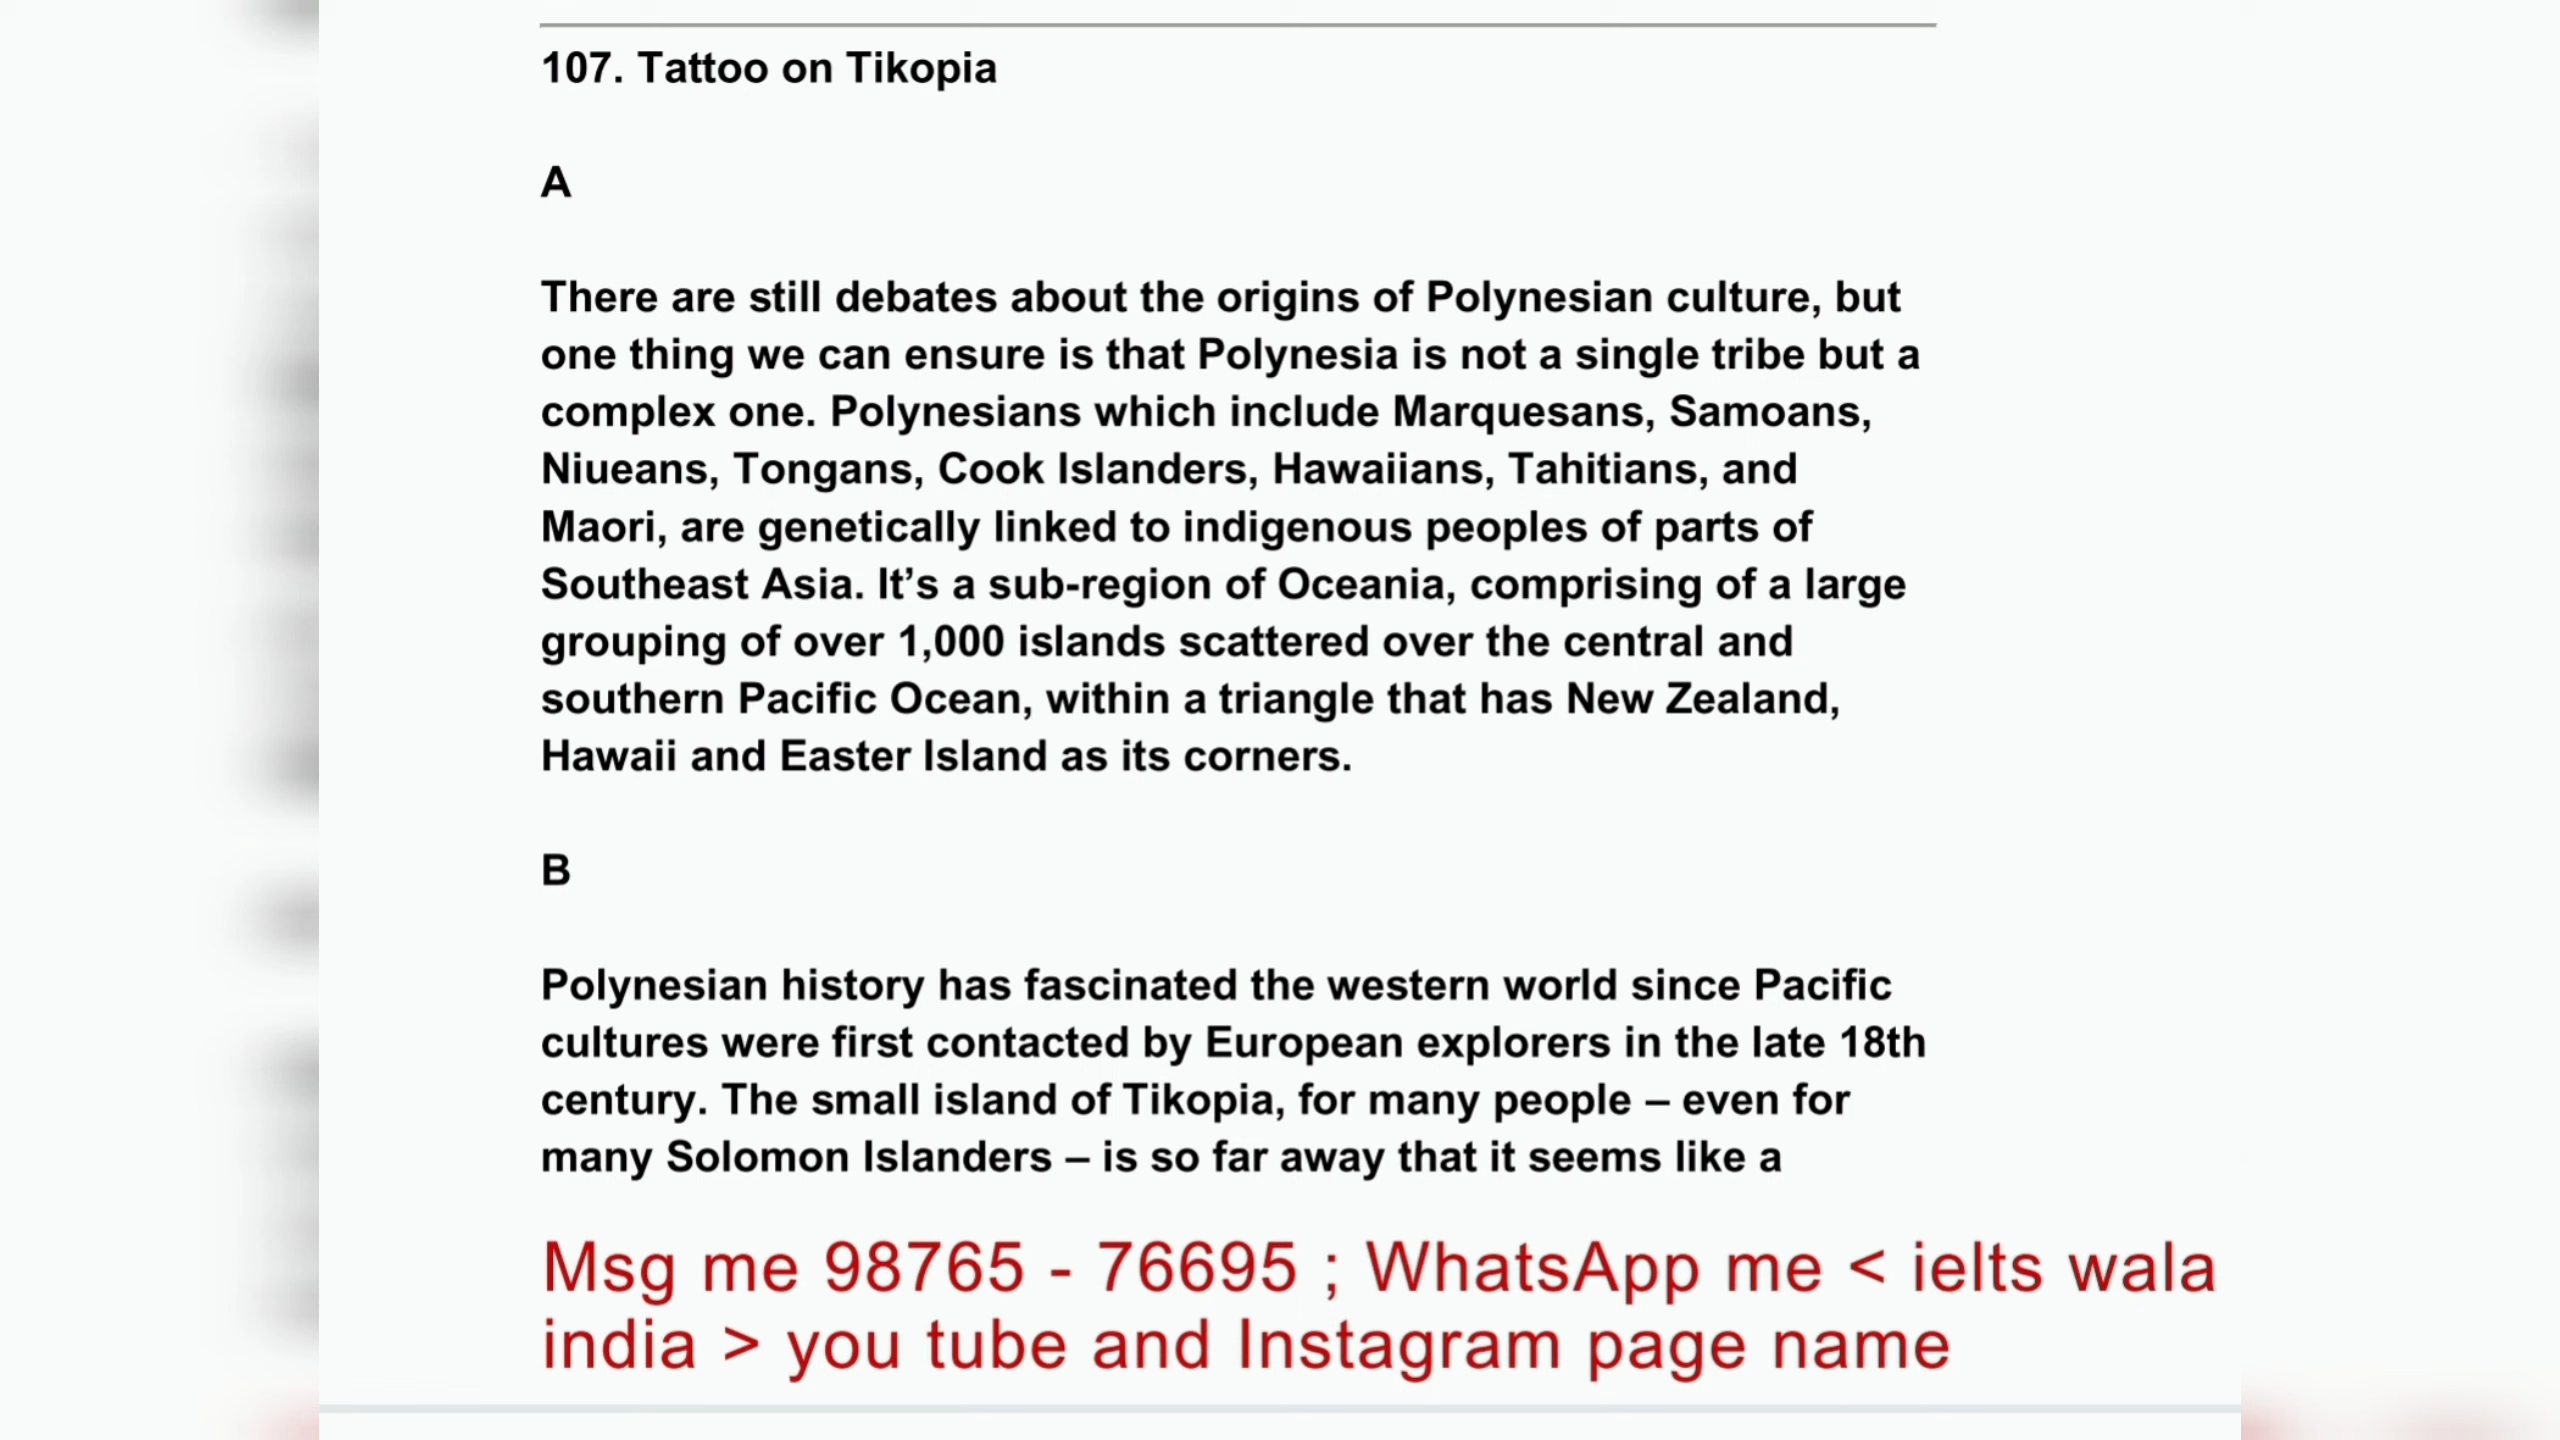 107. Tattoo on Tikopia
A
There are still debates about the origins of Polynesian culture, but
one thing we can ensure is that Polynesia is not a single tribe but a
complex one. Polynesians which include Marquesans, Samoans,
Niueans, Tongans, Cook Islanders, Hawaiians, Tahitians, and
Maori, are genetically linked to indigenous peoples of parts of
Southeast Asia. It’s a sub-region of Oceania, comprising of a large
grouping of over 1,000 islands scattered over the central and
southern Pacific Ocean, within a triangle that has New Zealand,
Hawaii and Easter Island as its corners.
B
Polynesian history has fascinated the western world since Pacific
cultures were first contacted by European explorers in the late 18th
century. The small island of Tikopia, for many people – even for
many Solomon Islanders – is so far away that it seems like a
Msg me 98765 - 76695 ; WhatsApp me < ielts wala
india > you tube and Instagram page name